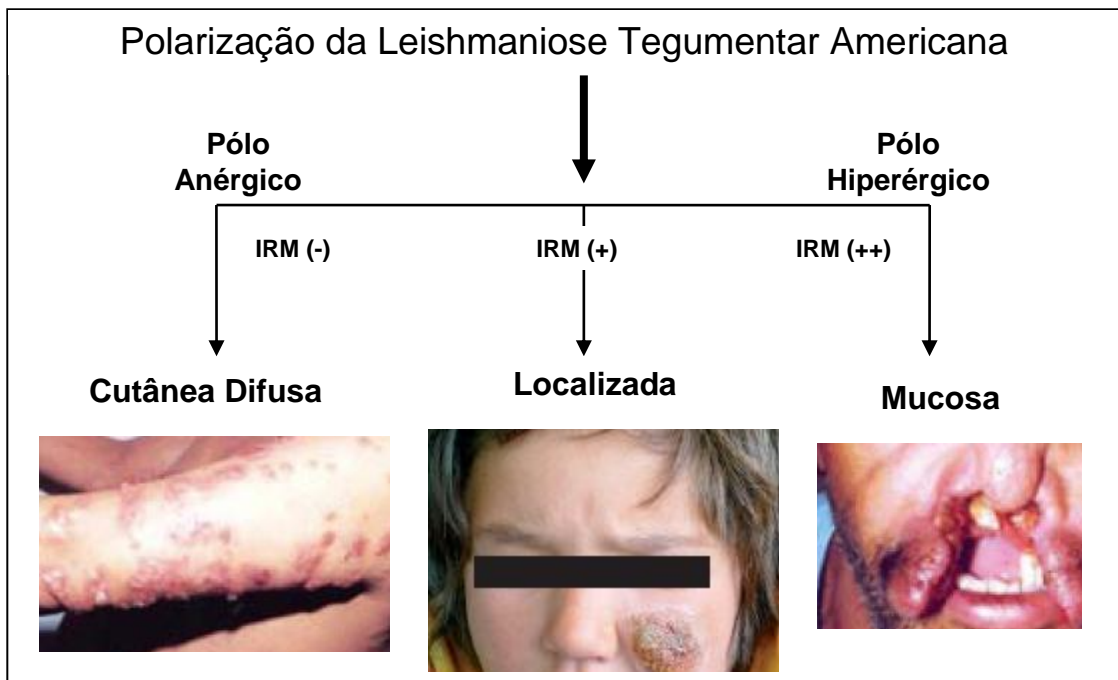 Polarização da Leishmaniose Tegumentar Americana
Pólo
Anérgico
Pólo
Hiperérgico
IRM (-)
IRM (+)
IRM (++)
Cutânea Difusa
Localizada
Mucosa